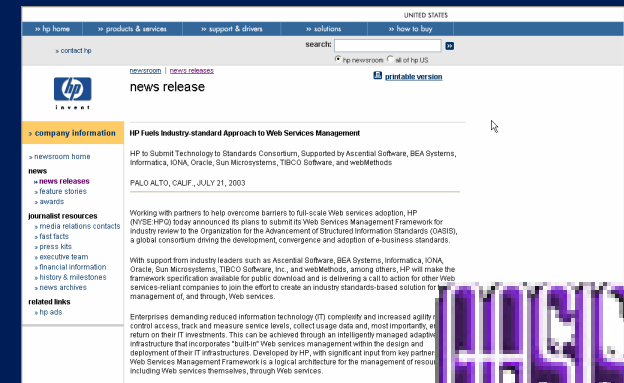 UNITED STATES
» hp home » products & services » support & drivers » solutions » how to buy
» contact hp
search:
hp newsroom all of hp US
newsroom | news releases
printable version
news release
hp
invent
» company information
» newsroom home
news
» news releases
» feature stories
» awards
journalist resources
» media relations contacts
» fast facts
» press kits
» executive team
» financial information
» history & milestones
» news archives
related links
» hp ads
HP Fuels Industry-standard Approach to Web Services Management
HP to Submit Technology to Standards Consortium, Supported by Ascential Software, BEA Systems,
Informatica, IONA, Oracle, Sun Microsystems, TIBCO Software, and webMethods
PALO ALTO, CALIF., JULY 21, 2003
Working with partners to help overcome barriers to full-scale Web services adoption, HP
(NYSE:HPQ) today announced its plans to submit its Web Services Management Framework for
industry review to the Organization for the Advancement of Structured Information Standards (OASIS),
a global consortium driving the development, convergence and adoption of e-business standards.
With support from industry leaders such as Ascential Software, BEA Systems, Informatica, IONA,
Oracle, Sun Microsystems, TIBCO Software, Inc., and webMethods, among others, HP will make the
framework specification available for public download and is delivering a call to action for other Web
services-reliant companies to join the effort to create an industry standards-based solution for
management of, and through, Web services.
Enterprises demanding reduced information technology (IT) complexity and increased agility
control access, track and measure service levels, collect usage data and, most importantly,
return on their IT investments. This can be achieved through an intelligently managed adaptive
infrastructure that incorporates "built-in" Web services management within the design and
deployment of their IT infrastructures. Developed by HP, with significant input from key partner
Web Services Management Framework is a logical architecture for the management of
including Web services themselves, through Web services.